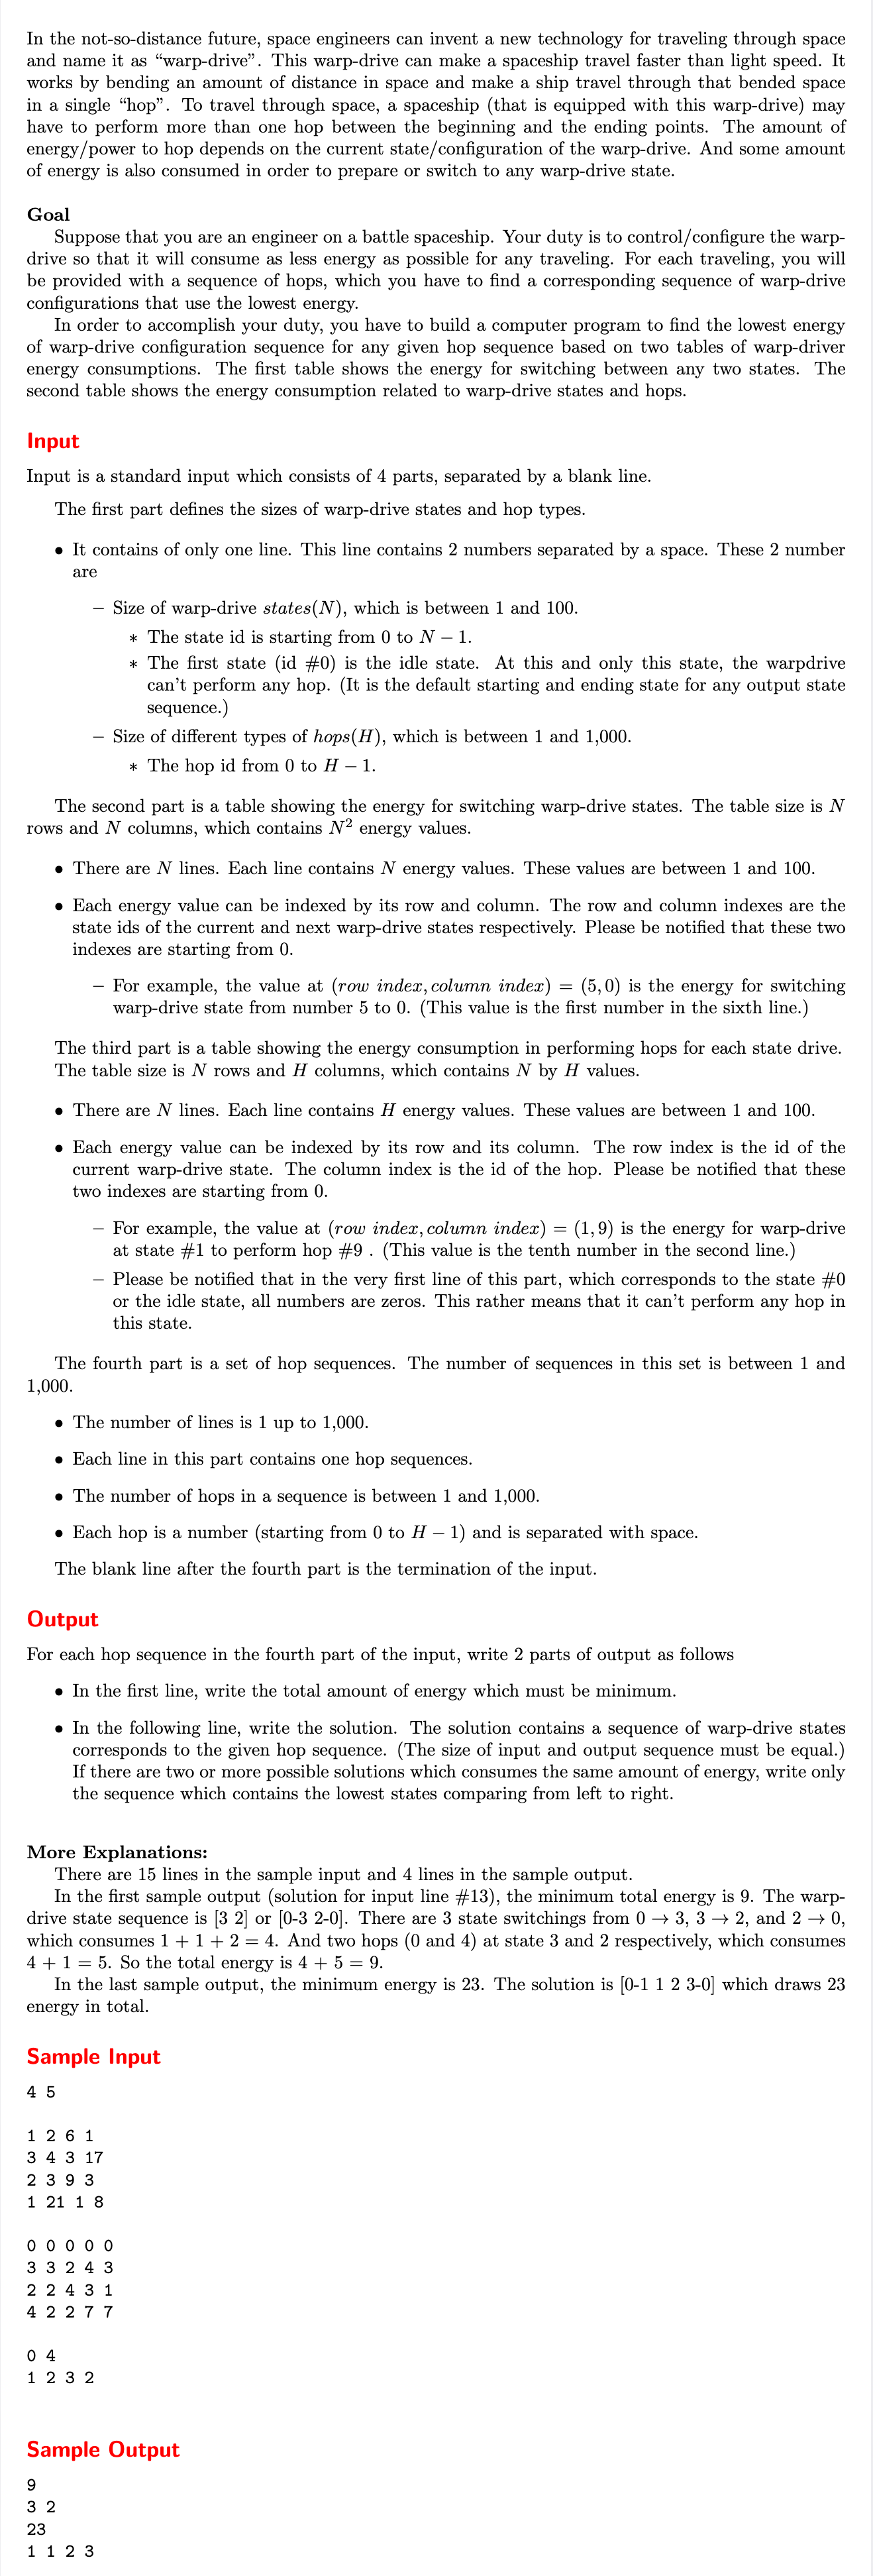 In the not-so-distance future, space engineers can invent a new technology for traveling through space
and name it as “warp-drive”. This warp-drive can make a spaceship travel faster than light speed. It
works by bending an amount of distance in space and make a ship travel through that bended space
in a single “hop”. To travel through space, a spaceship (that is equipped with this warp-drive) may
have to perform more than one hop between the beginning and the ending points. The amount of
energy/power to hop depends on the current state/configuration of the warp-drive. And some amount
of energy is also consumed in order to prepare or switch to any warp-drive state.
Goal
Suppose that you are an engineer on a battle spaceship. Your duty is to control/configure the warp-
drive so that it will consume as less energy as possible for any traveling. For each traveling, you will
be provided with a sequence of hops, which you have to find a corresponding sequence of warp-drive
configurations that use the lowest energy.
In order to accomplish your duty, you have to build a computer program to find the lowest energy
of warp-drive configuration sequence for any given hop sequence based on two tables of warp-driver
energy consumptions. The first table shows the energy for switching between any two states. The
second table shows the energy consumption related to warp-drive states and hops.
Input
Input is a standard input which consists of 4 parts, separated by a blank line.
The first part defines the sizes of warp-drive states and hop types.
• It contains of only one line. This line contains 2 numbers separated by a space. These 2 number
are
– Size of warp-drive states(N), which is between 1 and 100.
∗ The state id is starting from 0 to N − 1.
∗ The first state (id #0) is the idle state. At this and only this state, the warpdrive
can’t perform any hop. (It is the default starting and ending state for any output state
sequence.)
– Size of different types of hops(H), which is between 1 and 1,000.
∗ The hop id from 0 to H − 1.
The second part is a table showing the energy for switching warp-drive states. The table size is N
rows and N columns, which contains N² energy values.
• There are N lines. Each line contains N energy values. These values are between 1 and 100.
• Each energy value can be indexed by its row and column. The row and column indexes are the
state ids of the current and next warp-drive states respectively. Please be notified that these two
indexes are starting from 0.
– For example, the value at (row index, column index) = (5, 0) is the energy for switching
warp-drive state from number 5 to 0. (This value is the first number in the sixth line.)
The third part is a table showing the energy consumption in performing hops for each state drive.
The table size is N rows and H columns, which contains N by H values.
• There are N lines. Each line contains H energy values. These values are between 1 and 100.
• Each energy value can be indexed by its row and its column. The row index is the id of the
current warp-drive state. The column index is the id of the hop. Please be notified that these
two indexes are starting from 0.
– For example, the value at (row index, column index) = (1, 9) is the energy for warp-drive
at state #1 to perform hop #9 . (This value is the tenth number in the second line.)
– Please be notified that in the very first line of this part, which corresponds to the state #0
or the idle state, all numbers are zeros. This rather means that it can’t perform any hop in
this state.
The fourth part is a set of hop sequences. The number of sequences in this set is between 1 and
1,000.
• The number of lines is 1 up to 1,000.
• Each line in this part contains one hop sequences.
• The number of hops in a sequence is between 1 and 1,000.
• Each hop is a number (starting from 0 to H − 1) and is separated with space.
The blank line after the fourth part is the termination of the input.
Output
For each hop sequence in the fourth part of the input, write 2 parts of output as follows
• In the first line, write the total amount of energy which must be minimum.
• In the following line, write the solution. The solution contains a sequence of warp-drive states
corresponds to the given hop sequence. (The size of input and output sequence must be equal.)
If there are two or more possible solutions which consumes the same amount of energy, write only
the sequence which contains the lowest states comparing from left to right.
More Explanations:
There are 15 lines in the sample input and 4 lines in the sample output.
In the first sample output (solution for input line #13), the minimum total energy is 9. The warp-
drive state sequence is [3 2] or [0-3 2-0]. There are 3 state switchings from 0 → 3, 3 → 2, and 2 → 0,
which consumes 1 + 1 + 2 = 4. And two hops (0 and 4) at state 3 and 2 respectively, which consumes
4 + 1 = 5. So the total energy is 4 + 5 = 9.
In the last sample output, the minimum energy is 23. The solution is [0-1 1 2 3-0] which draws 23
energy in total.
Sample Input
4 5
1 2 6 1
3 4 3 17
2 3 9 3
1 21 1 8
0 0 0 0 0
3 3 2 4 3
2 2 4 3 1
4 2 2 7 7
0 4
1 2 3 2
Sample Output
9
3 2
23
1 1 2 3